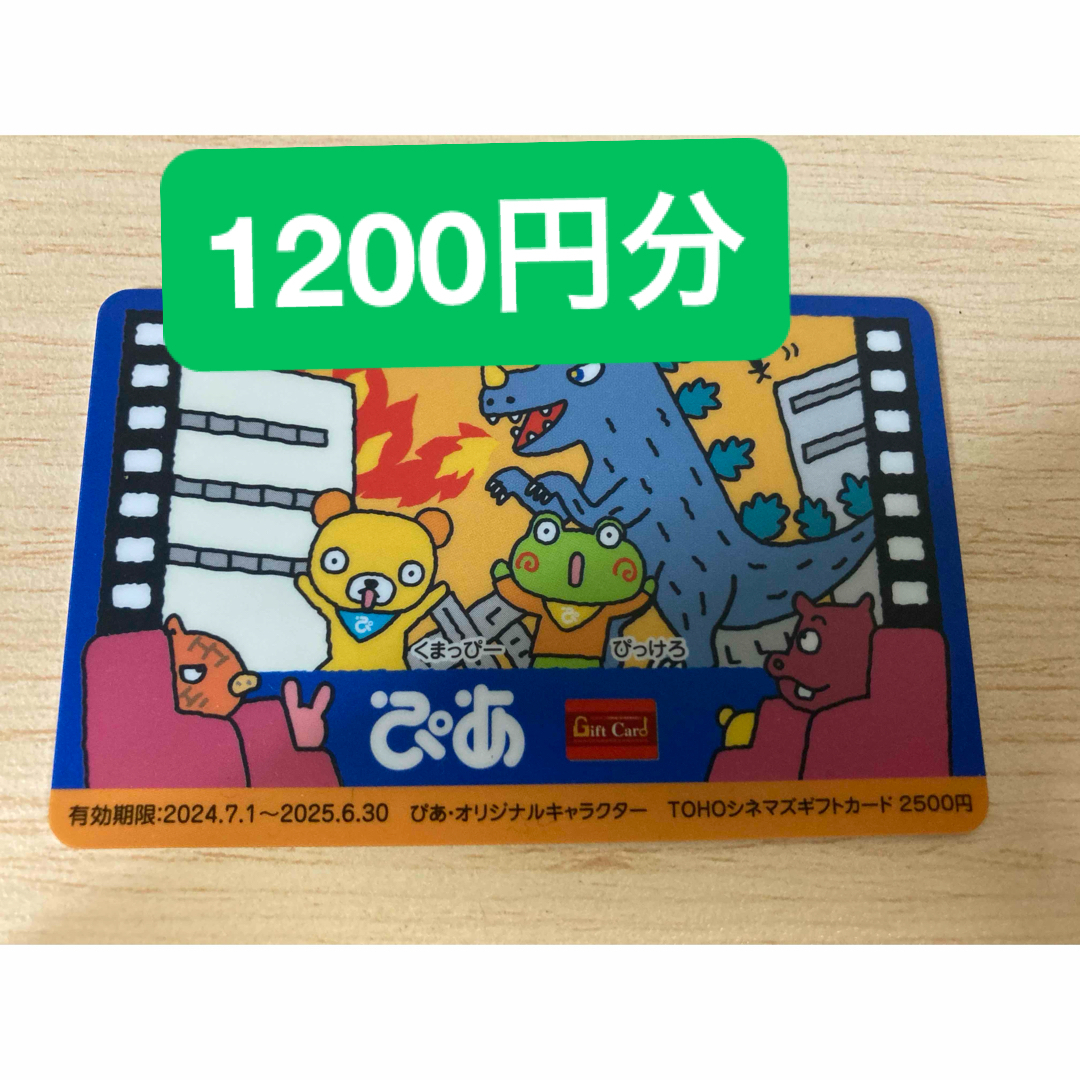 1200円分
ぴ
ぴ
くまっぴー
ぴっけろ
ぴあ
Gift Card
有効期限:2024.7.1～2025.6.30 ぴあ・オリジナルキャラクター TOHOシネマズギフトカード 2500円